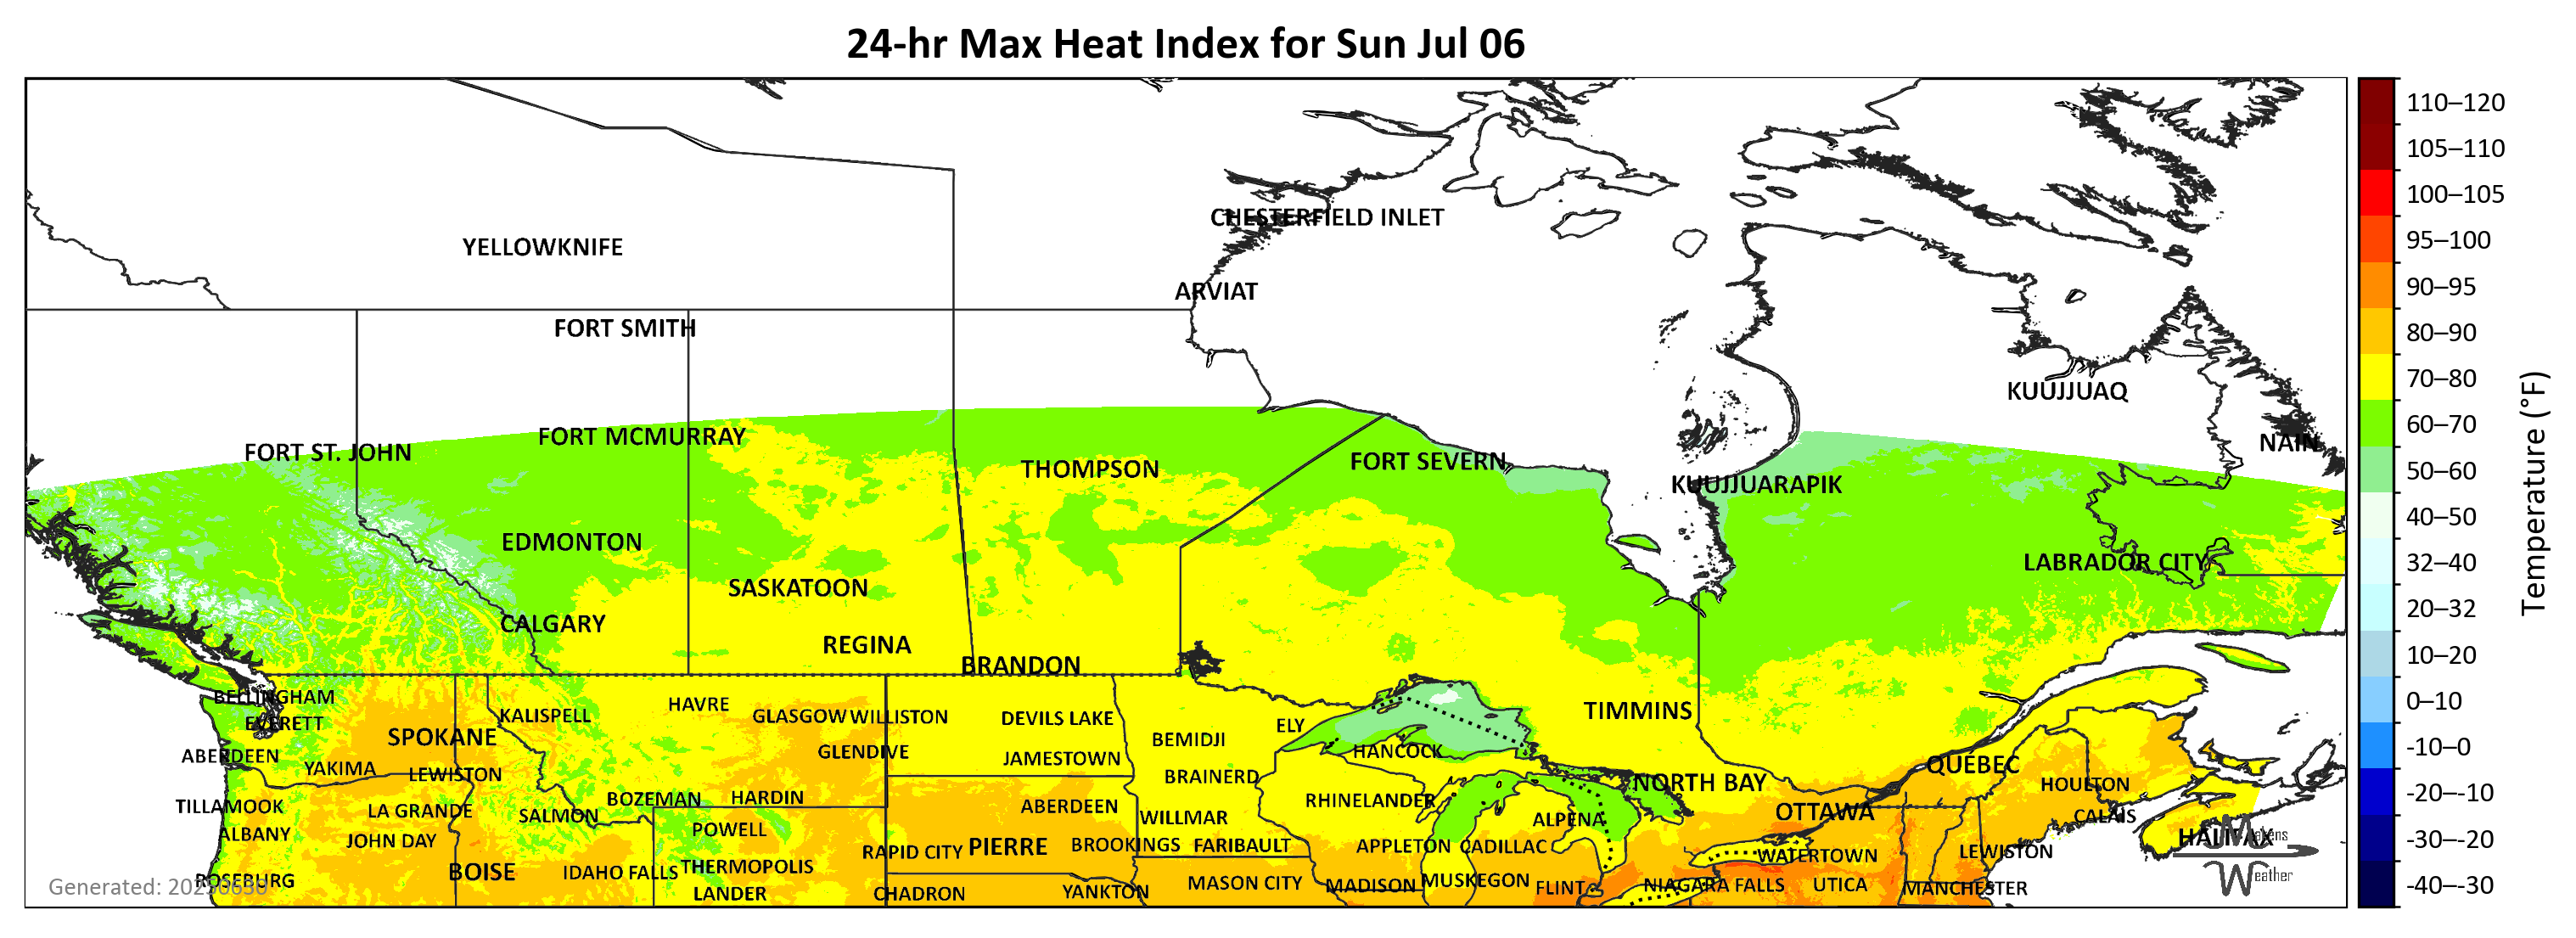 24-hr Max Heat Index for Sun Jul 06
110–120
105–110
CHESTERFIELD INLET
100–105
YELLOWKNIFE
95–100
ARVIAT
90–95
FORT SMITH
80–90
KUUJJUAQ
70–80
FORT MCMURRAY
60–70
FORT ST. JOHN
NAIN
THOMPSON
FORT SEVERN
50–60
KUUJJUARAPIK
40–50
EDMONTON
LABRADOR CITY
32–40
SASKATOON
20–32
CALGARY
REGINA
BRANDON
10–20
Temperature (°F)
BELLINGHAM
HAVRE
0–10
EVERETT
KALISPELL
GLASGOW
WILLISTON
DEVILS LAKE
ELY
TIMMINS
SPOKANE
BEMIDJI
-10–0
ABERDEEN
GLENDIVE
JAMESTOWN
HANCOCK
YAKIMA
LEWISTON
BRAINERD
NORTH BAY
QUÉBEC
HOULTON
-20–-10
TILLAMOOK
LA GRANDE
SALMON
BOZEMAN
HARDIN
ABERDEEN
WILLMAR
RHINELANDER
ALPENA
OTTAWA
CALAIS
ALBANY
JOHN DAY
POWELL
RAPID CITY
PIERRE
BROOKINGS
FARIBAULT
APPLETON
CADILLAC
WATERTOWN
LEWISTON
HALIFAX
Makens
Weather
-30–-20
ROSEBURG
BOISE
IDAHO FALLS
THERMOPOLIS
LANDER
CHADRON
YANKTON
MASON CITY
MADISON
MUSKEGON
FLINT
NIAGARA FALLS
UTICA
MANCHESTER
-40–-30
Generated: 20250630